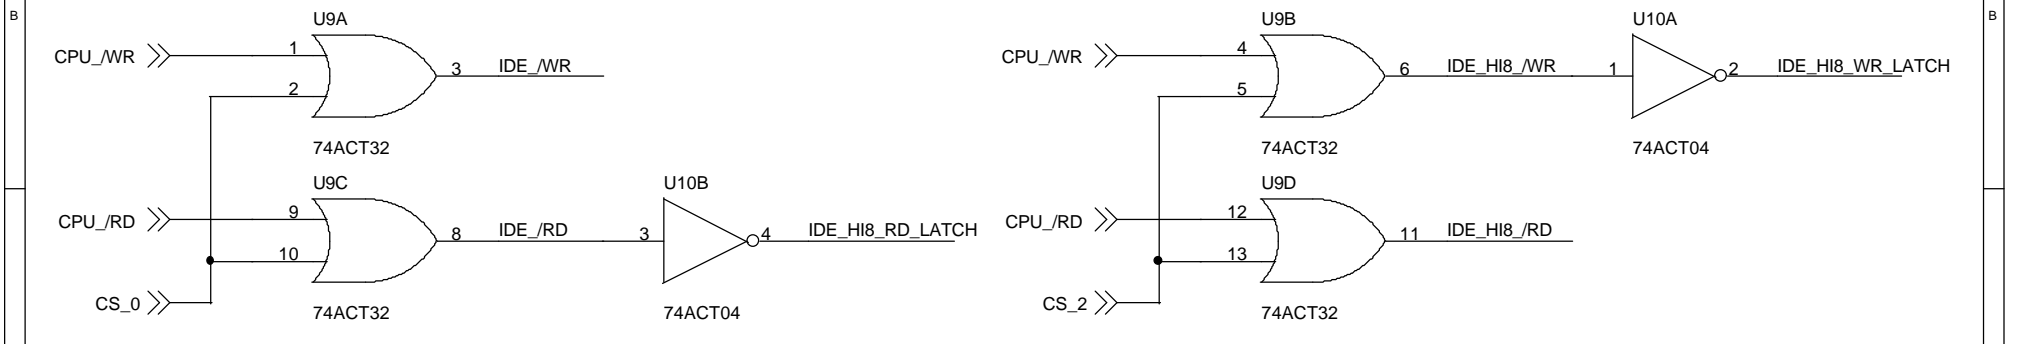 B
U9A
U9B
U10A
B
CPU_/WR
1
2
3
IDE_/WR
CPU_/WR
4
5
6
IDE_HI8_/WR
1
2
IDE_HI8_WR_LATCH
74ACT32
74ACT32
74ACT04
U9C
U10B
U9D
CPU_/RD
9
10
8
IDE_/RD
3
4
IDE_HI8_RD_LATCH
CPU_/RD
12
13
11
IDE_HI8_/RD
CS_0
74ACT32
74ACT04
CS_2
74ACT32